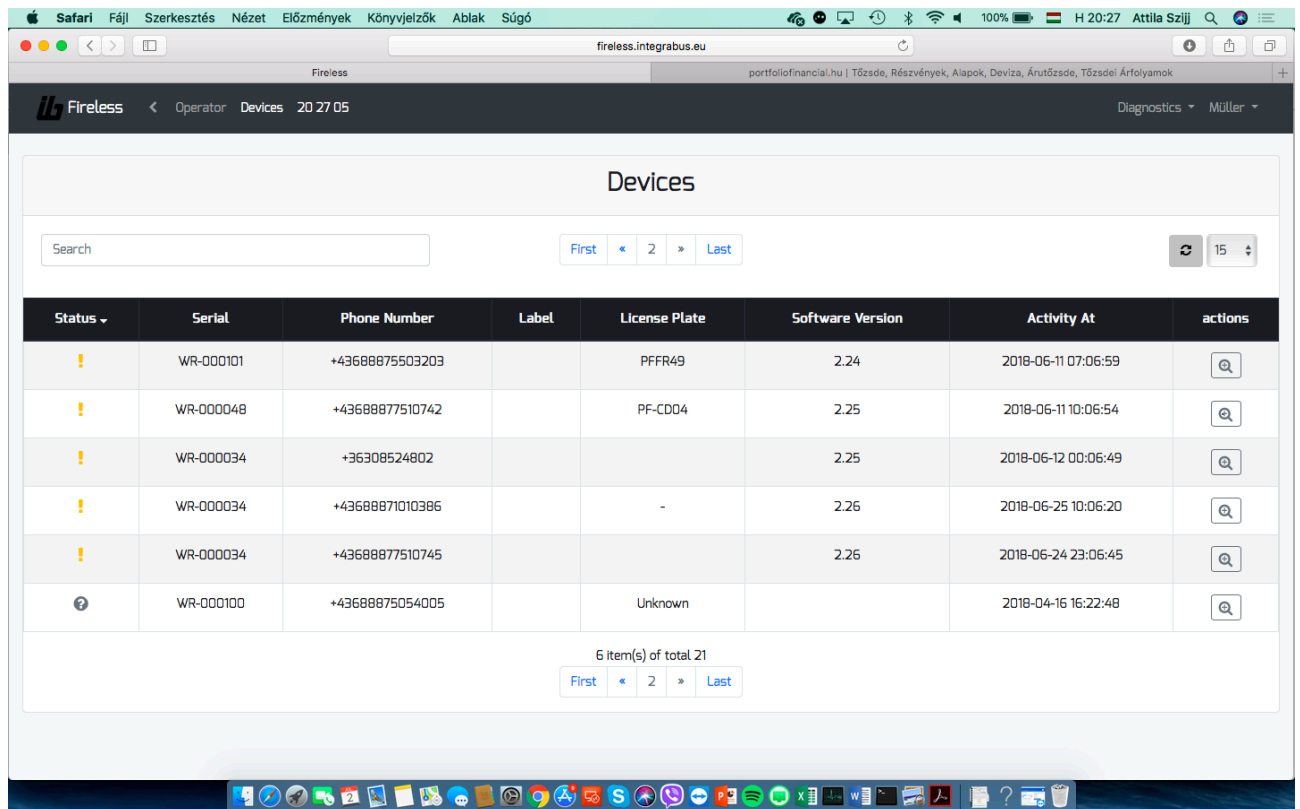 Safari Fájl Szerkesztés Nézet Előzmények Könyvjelzők Ablak Súgó 100% H 20:27 Attila Szijj
fireless.integrabus.eu
Fireless portfoliofinancial.hu | Tőzsde, Részvények, Alapok, Deviza, Árutőzsde, Tőzsdei Árfolyamok
ib Fireless < Operator Devices 20 27 05 Diagnostics Müller
Devices
Search First « 2 » Last 15
Status Serial Phone Number Label License Plate Software Version Activity At actions
! WR-000101 +43688875503203 PFFR49 2.24 2018-06-11 07:06:59
! WR-000048 +43688877510742 PF-CD04 2.25 2018-06-11 10:06:54
! WR-000034 +36308524802 2.25 2018-06-12 00:06:49
! WR-000034 +43688871010386 - 2.26 2018-06-25 10:06:20
! WR-000034 +43688877510745 2.26 2018-06-24 23:06:45
? WR-000100 +43688875054005 Unknown 2018-04-16 16:22:48
6 item(s) of total 21
First « 2 » Last